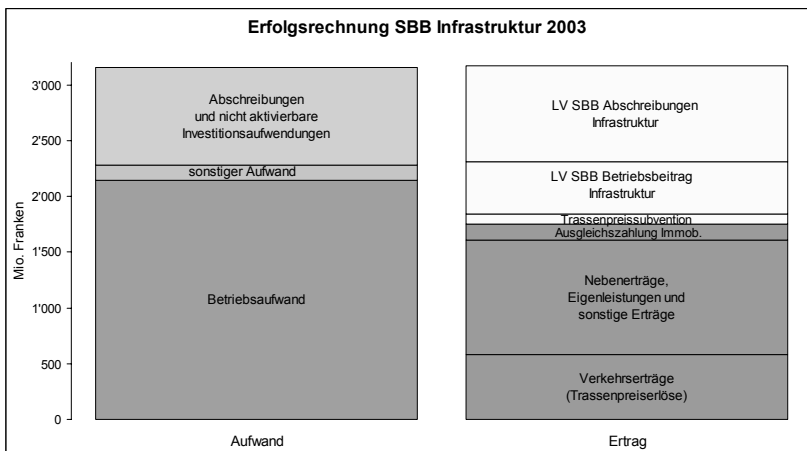 Erfolgsrechnung SBB Infrastruktur 2003
Mio. Franken
3'000
2'500
2'000
1'500
1'000
500
0
Abschreibungen
und nicht aktivierbare
Investitionsaufwendungen
sonstiger Aufwand
Betriebsaufwand
Aufwand
LV SBB Abschreibungen
Infrastruktur
LV SBB Betriebsbeitrag
Infrastruktur
Trassenpreissubvention
Ausgleichszahlung Immob.
Nebenerträge,
Eigenleistungen und
sonstige Erträge
Verkehrserträge
(Trassenpreiserlöse)
Ertrag